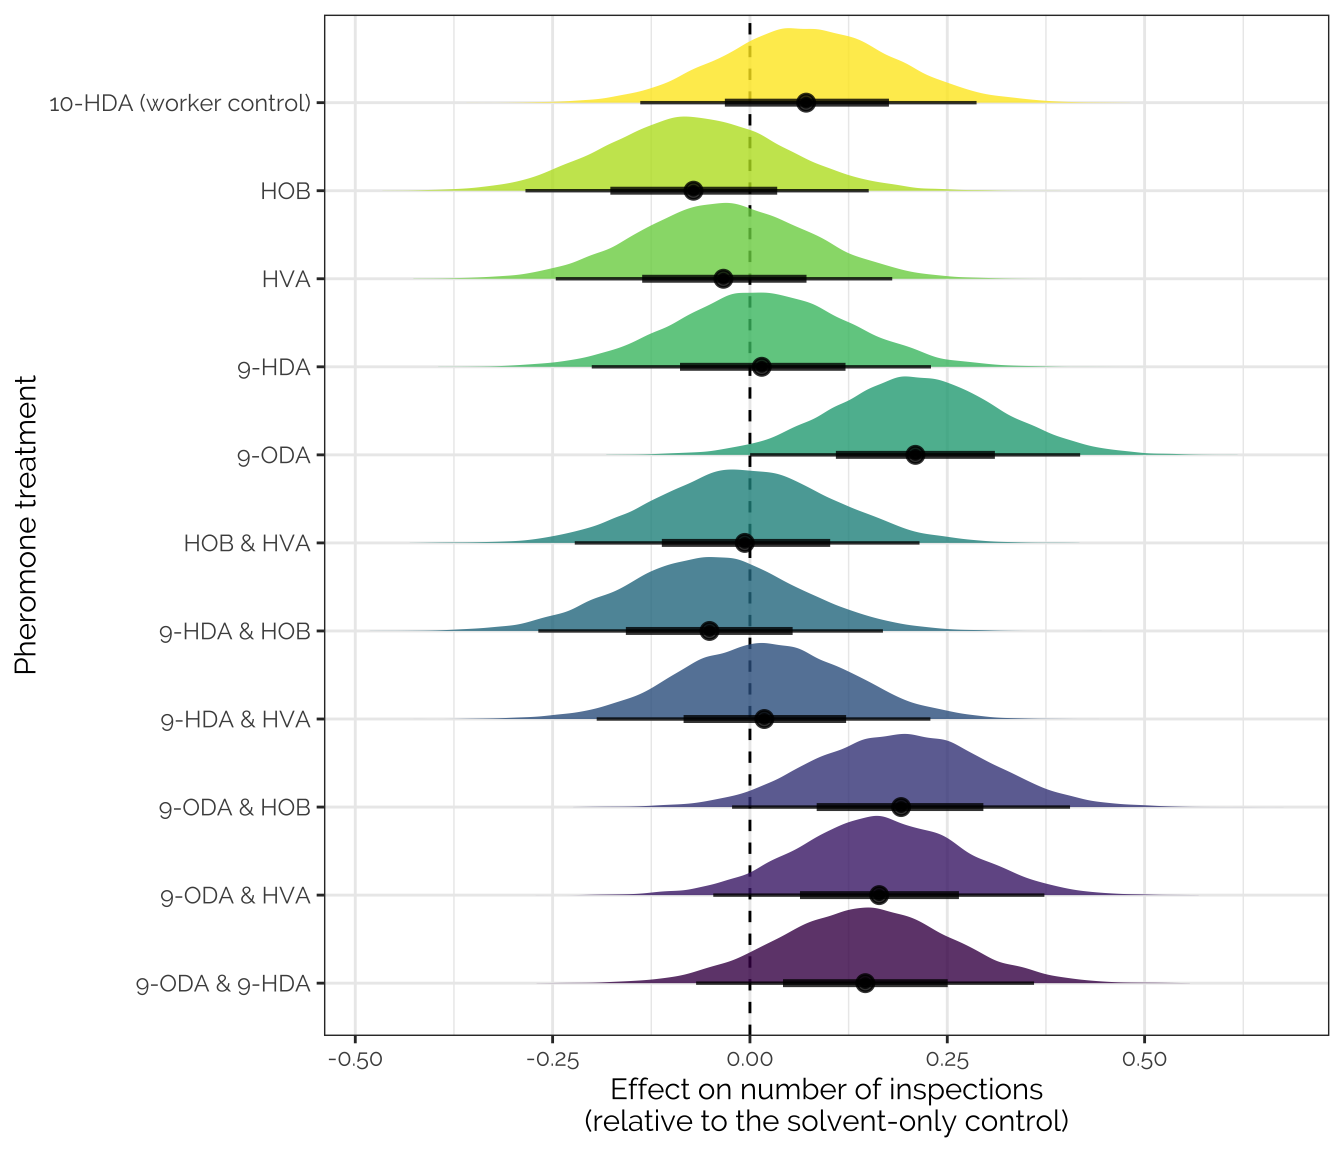 10-HDA (worker control)
HOB
HVA
9-HDA
9-ODA
HOB & HVA
9-HDA & HOB
9-HDA & HVA
9-ODA & HOB
9-ODA & HVA
9-ODA & 9-HDA
Pheromone treatment
-0.50 -0.25 0.00 0.25 0.50
Effect on number of inspections
(relative to the solvent-only control)